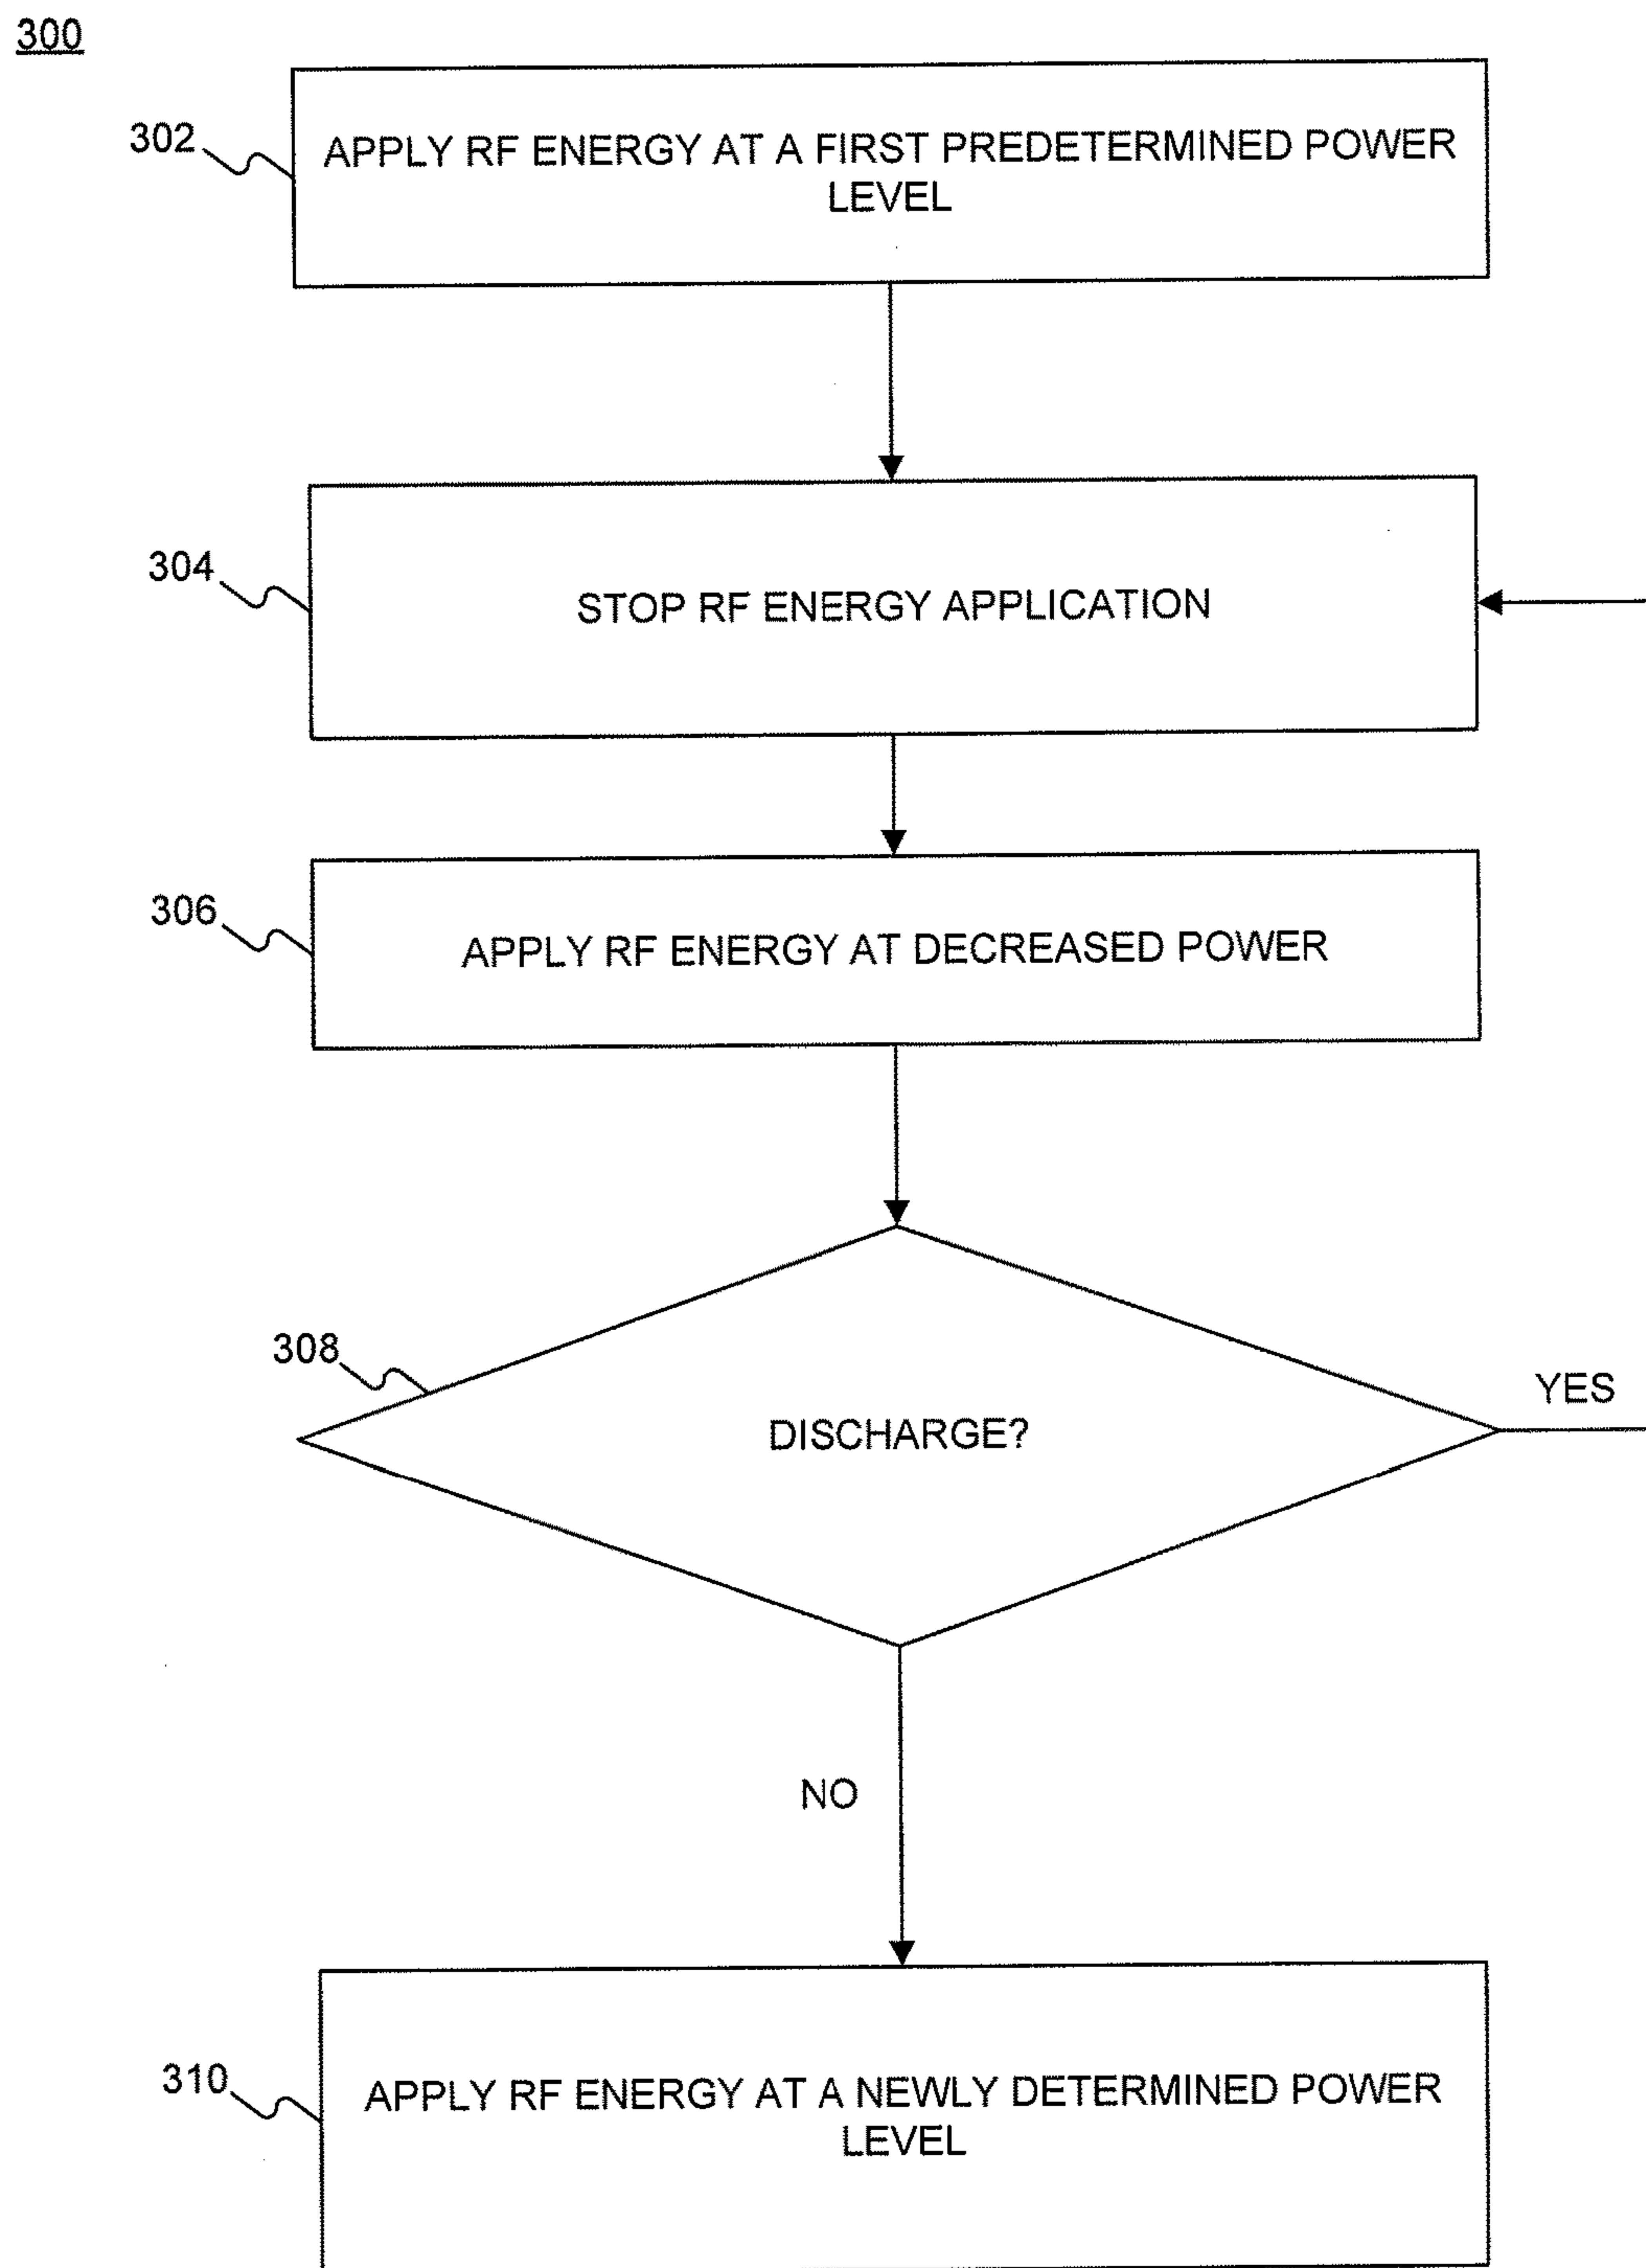 300
302
APPLY RF ENERGY AT A FIRST PREDETERMINED POWER
LEVEL
304
STOP RF ENERGY APPLICATION
306
APPLY RF ENERGY AT DECREASED POWER
308
DISCHARGE?
YES
NO
310
APPLY RF ENERGY AT A NEWLY DETERMINED POWER
LEVEL